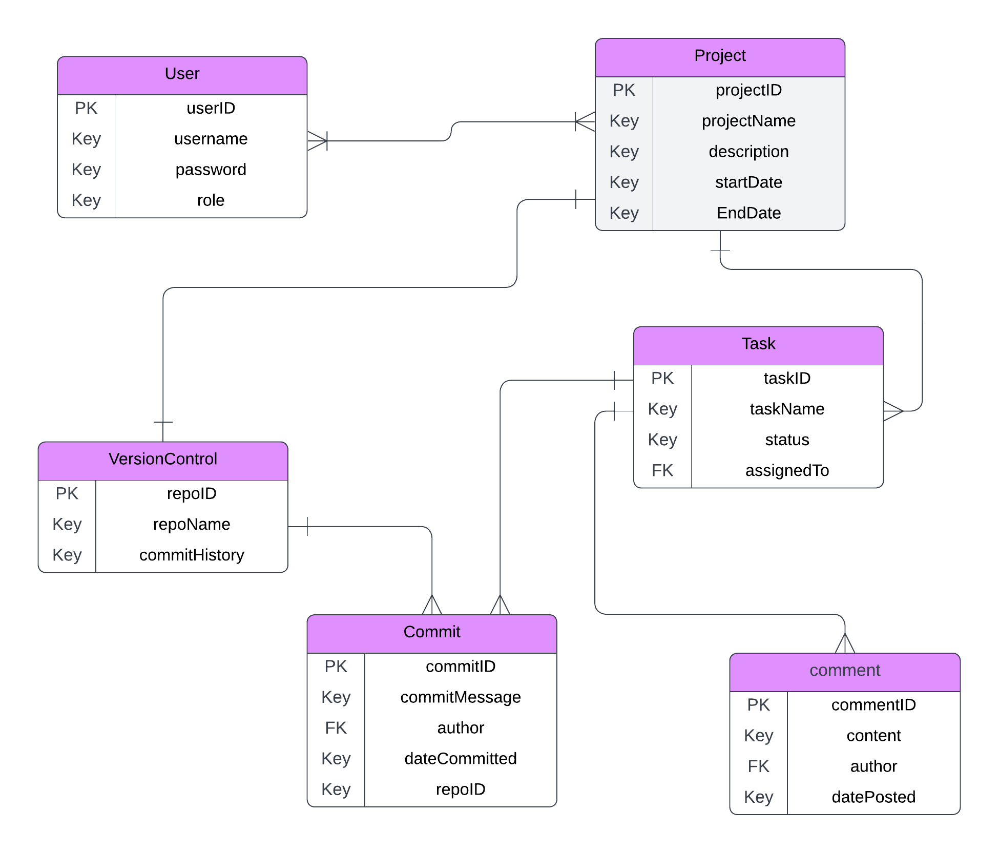 User
PK userID
Key username
Key password
Key role
Project
PK projectID
Key projectName
Key description
Key startDate
Key EndDate
Task
PK taskID
Key taskName
Key status
FK assignedTo
VersionControl
PK repoID
Key repoName
Key commitHistory
Commit
PK commitID
Key commitMessage
FK author
Key dateCommitted
Key repoID
comment
PK commentID
Key content
FK author
Key datePosted